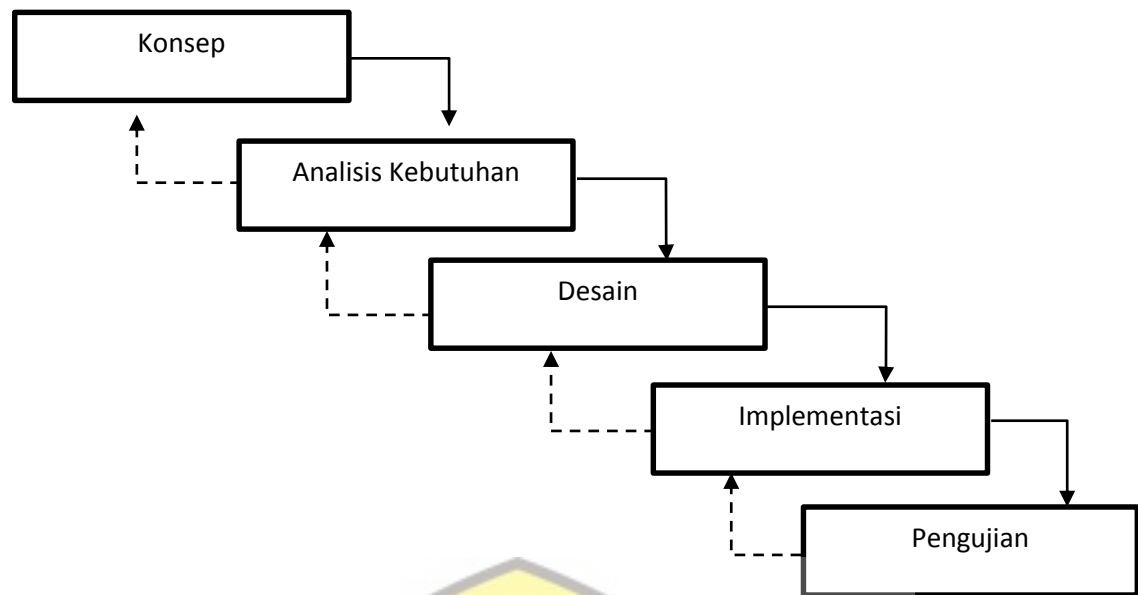 Konsep
Analisis Kebutuhan
Desain
Implementasi
Pengujian